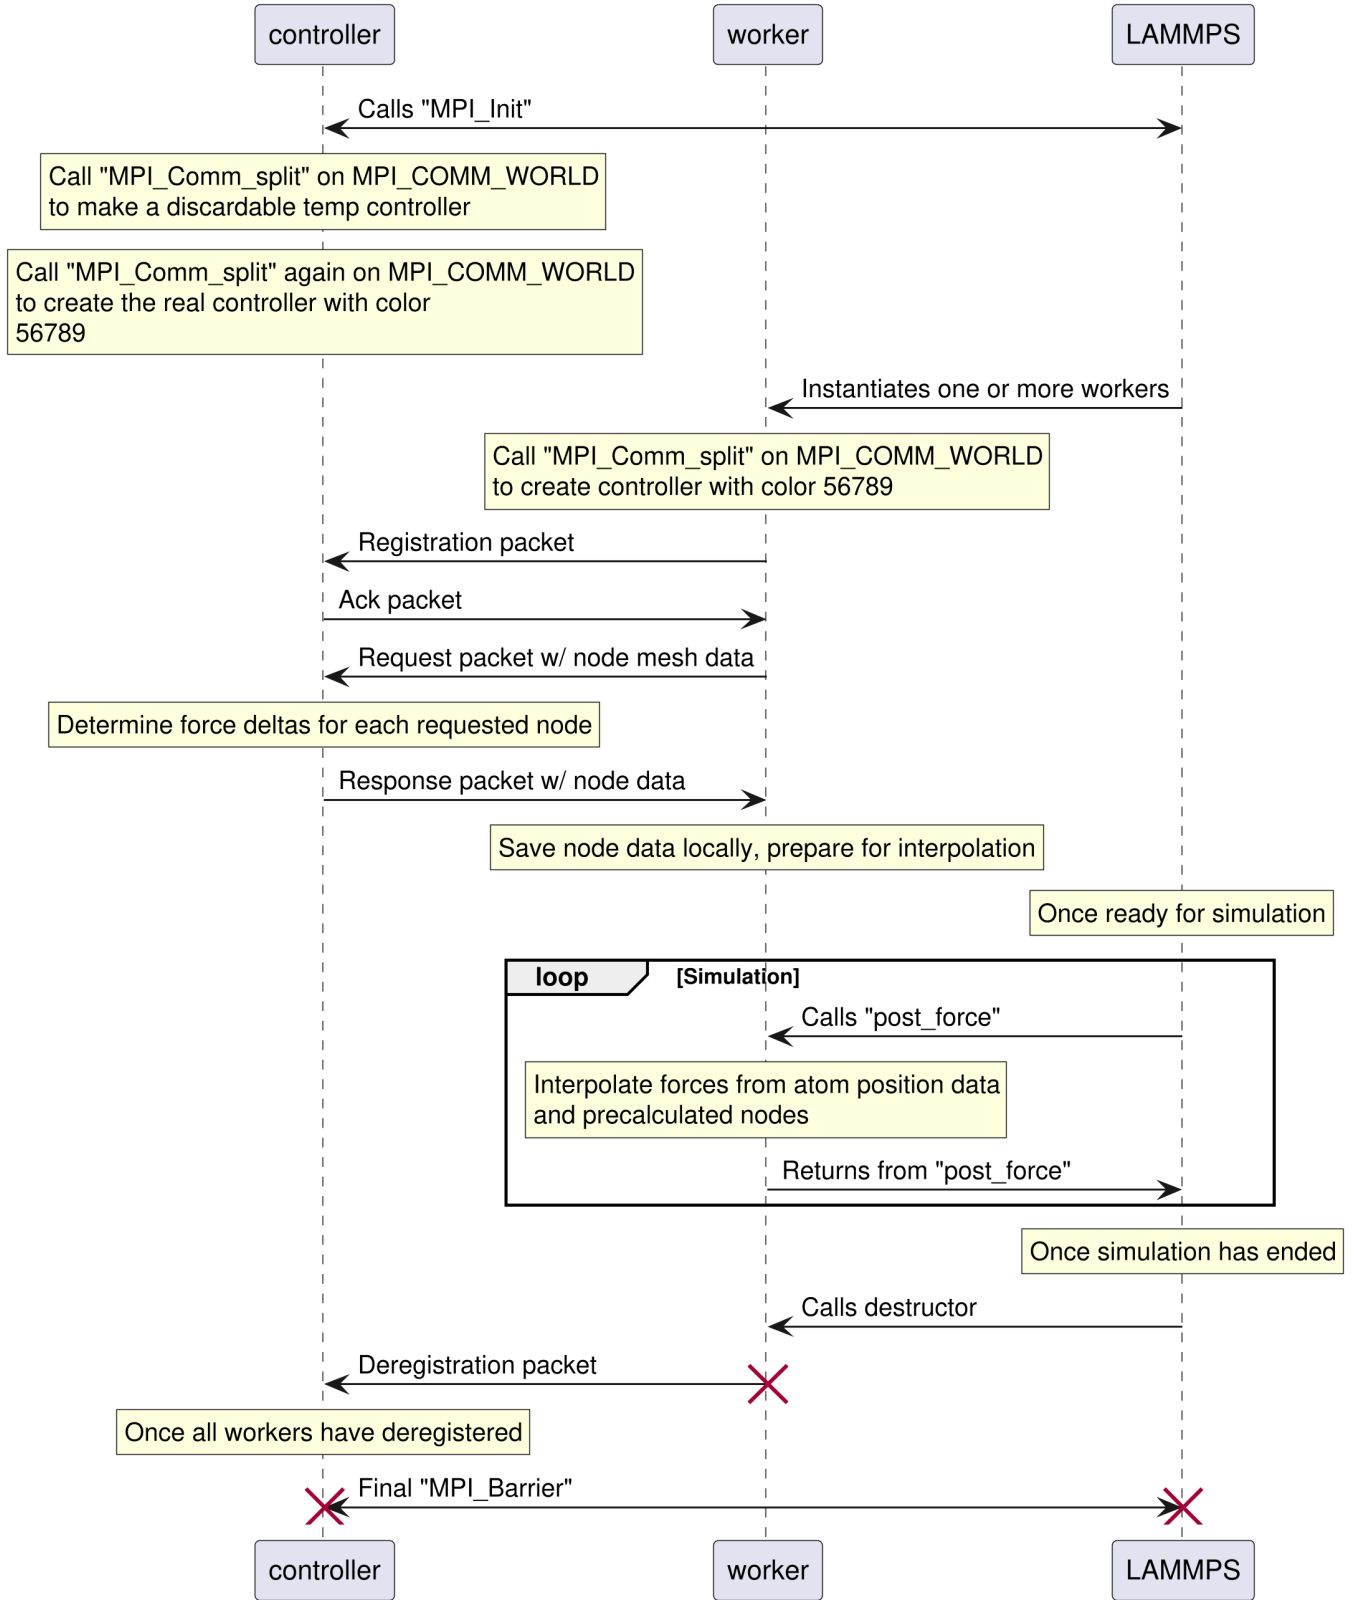 controller
worker
LAMMPS
Calls "MPI_Init"
Call "MPI_Comm_split" on MPI_COMM_WORLD
to make a discardable temp controller
Call "MPI_Comm_split" again on MPI_COMM_WORLD
to create the real controller with color
56789
Instantiates one or more workers
Call "MPI_Comm_split" on MPI_COMM_WORLD
to create controller with color 56789
Registration packet
Ack packet
Request packet w/ node mesh data
Determine force deltas for each requested node
Response packet w/ node data
Save node data locally, prepare for interpolation
Once ready for simulation
loop
[Simulation]
Calls "post_force"
Interpolate forces from atom position data
and precalculated nodes
Returns from "post_force"
Once simulation has ended
Calls destructor
Deregistration packet
Once all workers have deregistered
Final "MPI_Barrier"
controller
worker
LAMMPS